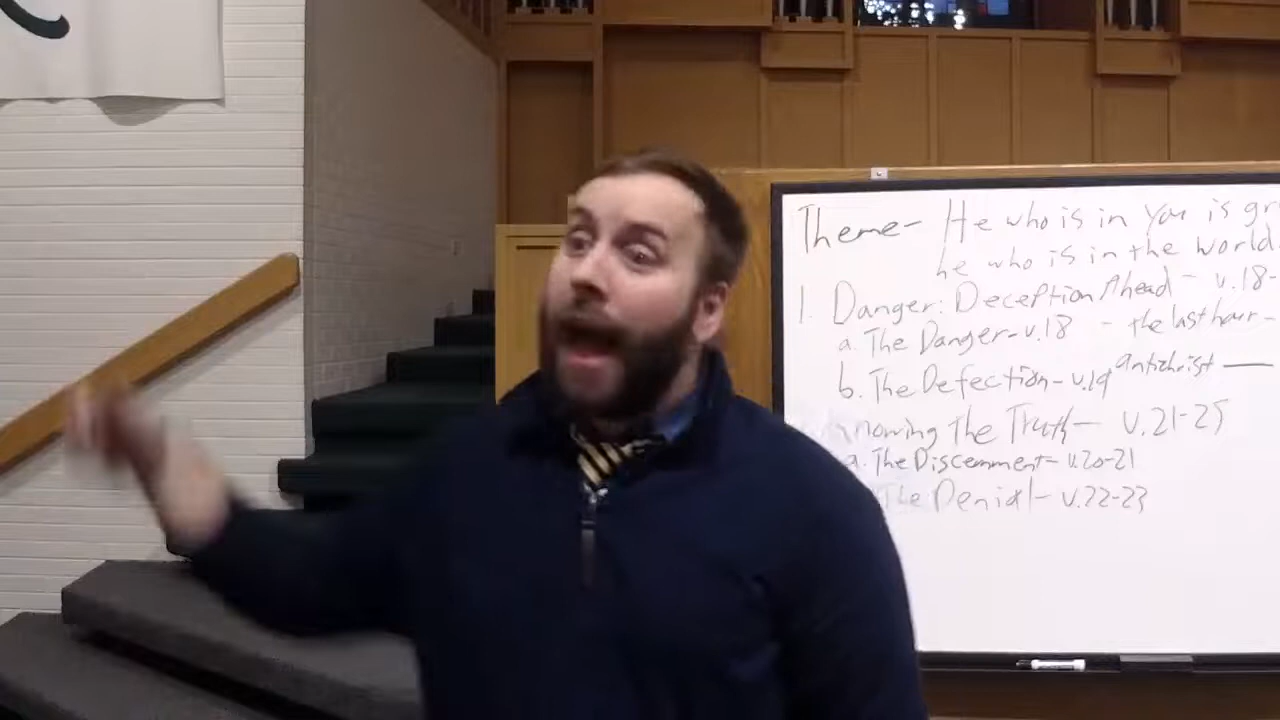 Theme- He who is in you is gr
he who is in the world
1. Danger: Deception Ahead - v.18-
a. The Danger-v.18 - the last hour-
antichrist —
b. The Defection-v.19
Knowing The Truth- v.21-25
a. The Discernment- v.20-21
The Denial- v.22-23